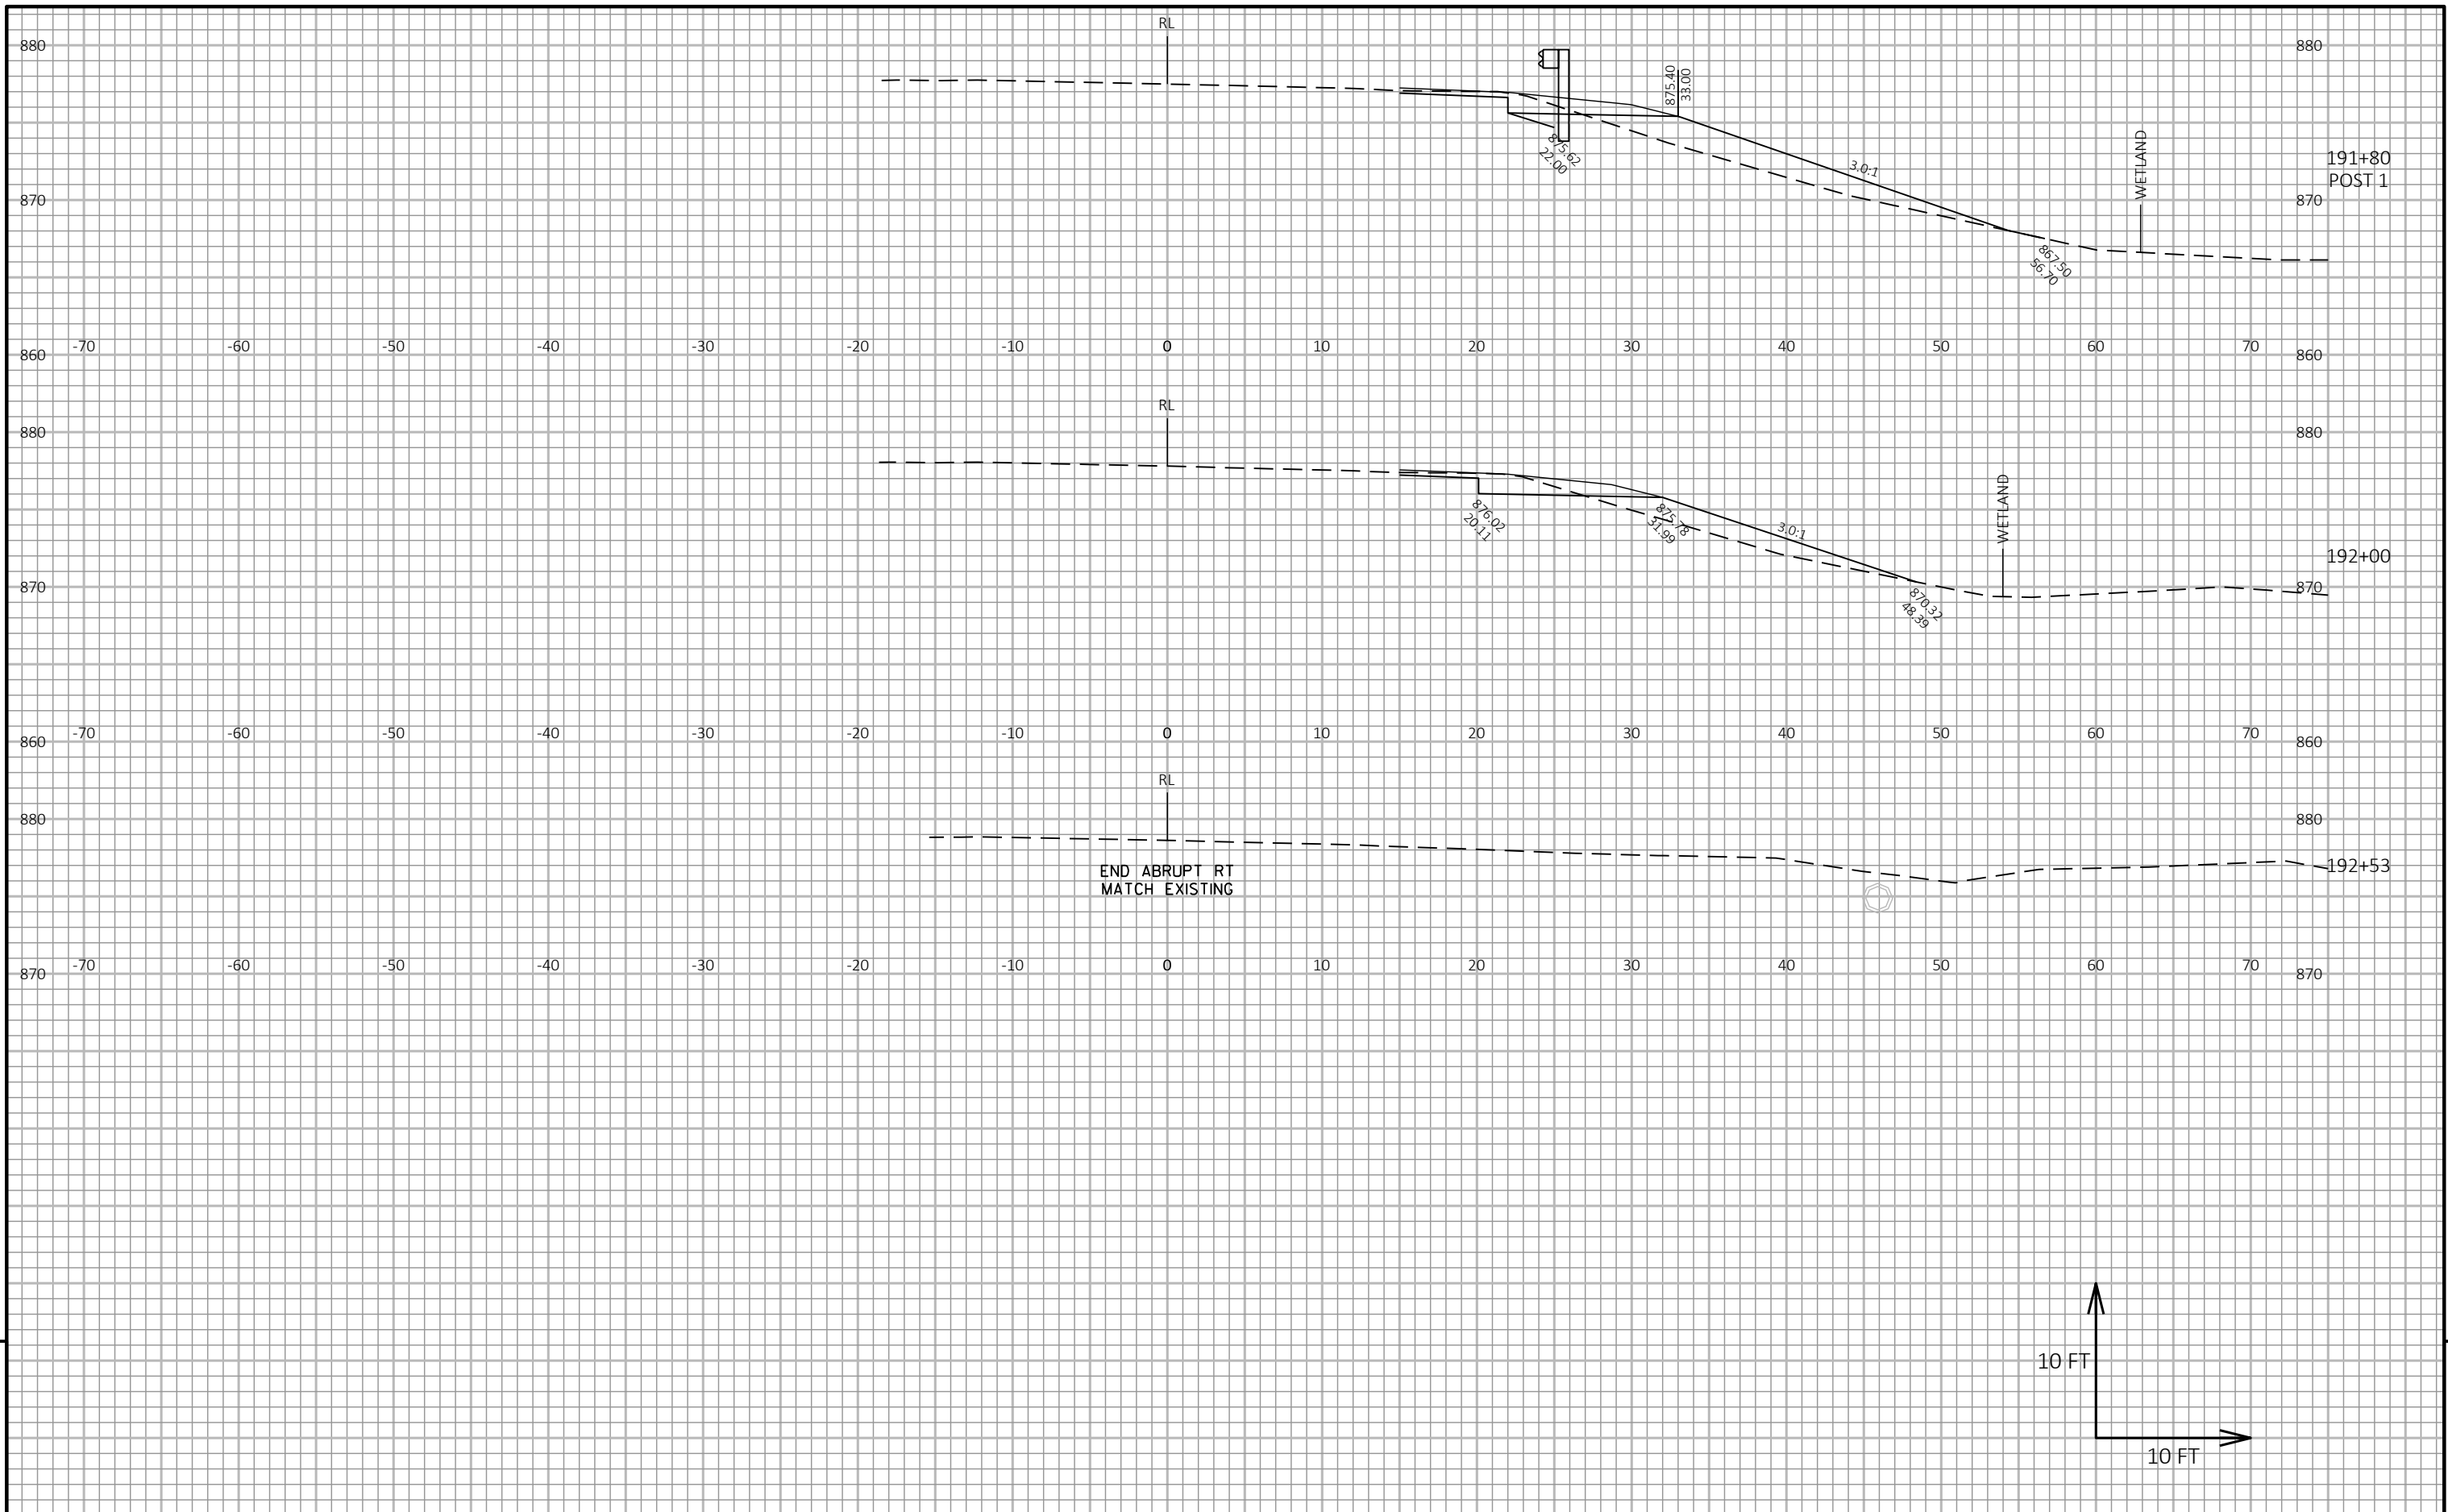 RL
880 880
875.40
33.00
875.62
22.00
3.0:1
WETLAND
191+80
POST 1
870 870
867.50
56.70
860 -70 -60 -50 -40 -30 -20 -10 0 10 20 30 40 50 60 70 860
RL
880 880
876.02
20.11
875.78
31.99
3.0:1
WETLAND
192+00
870 870
870.32
48.39
860 -70 -60 -50 -40 -30 -20 -10 0 10 20 30 40 50 60 70 860
RL
880 880
192+53
END ABRUPT RT
MATCH EXISTING
870 -70 -60 -50 -40 -30 -20 -10 0 10 20 30 40 50 60 70 870
10 FT
10 FT